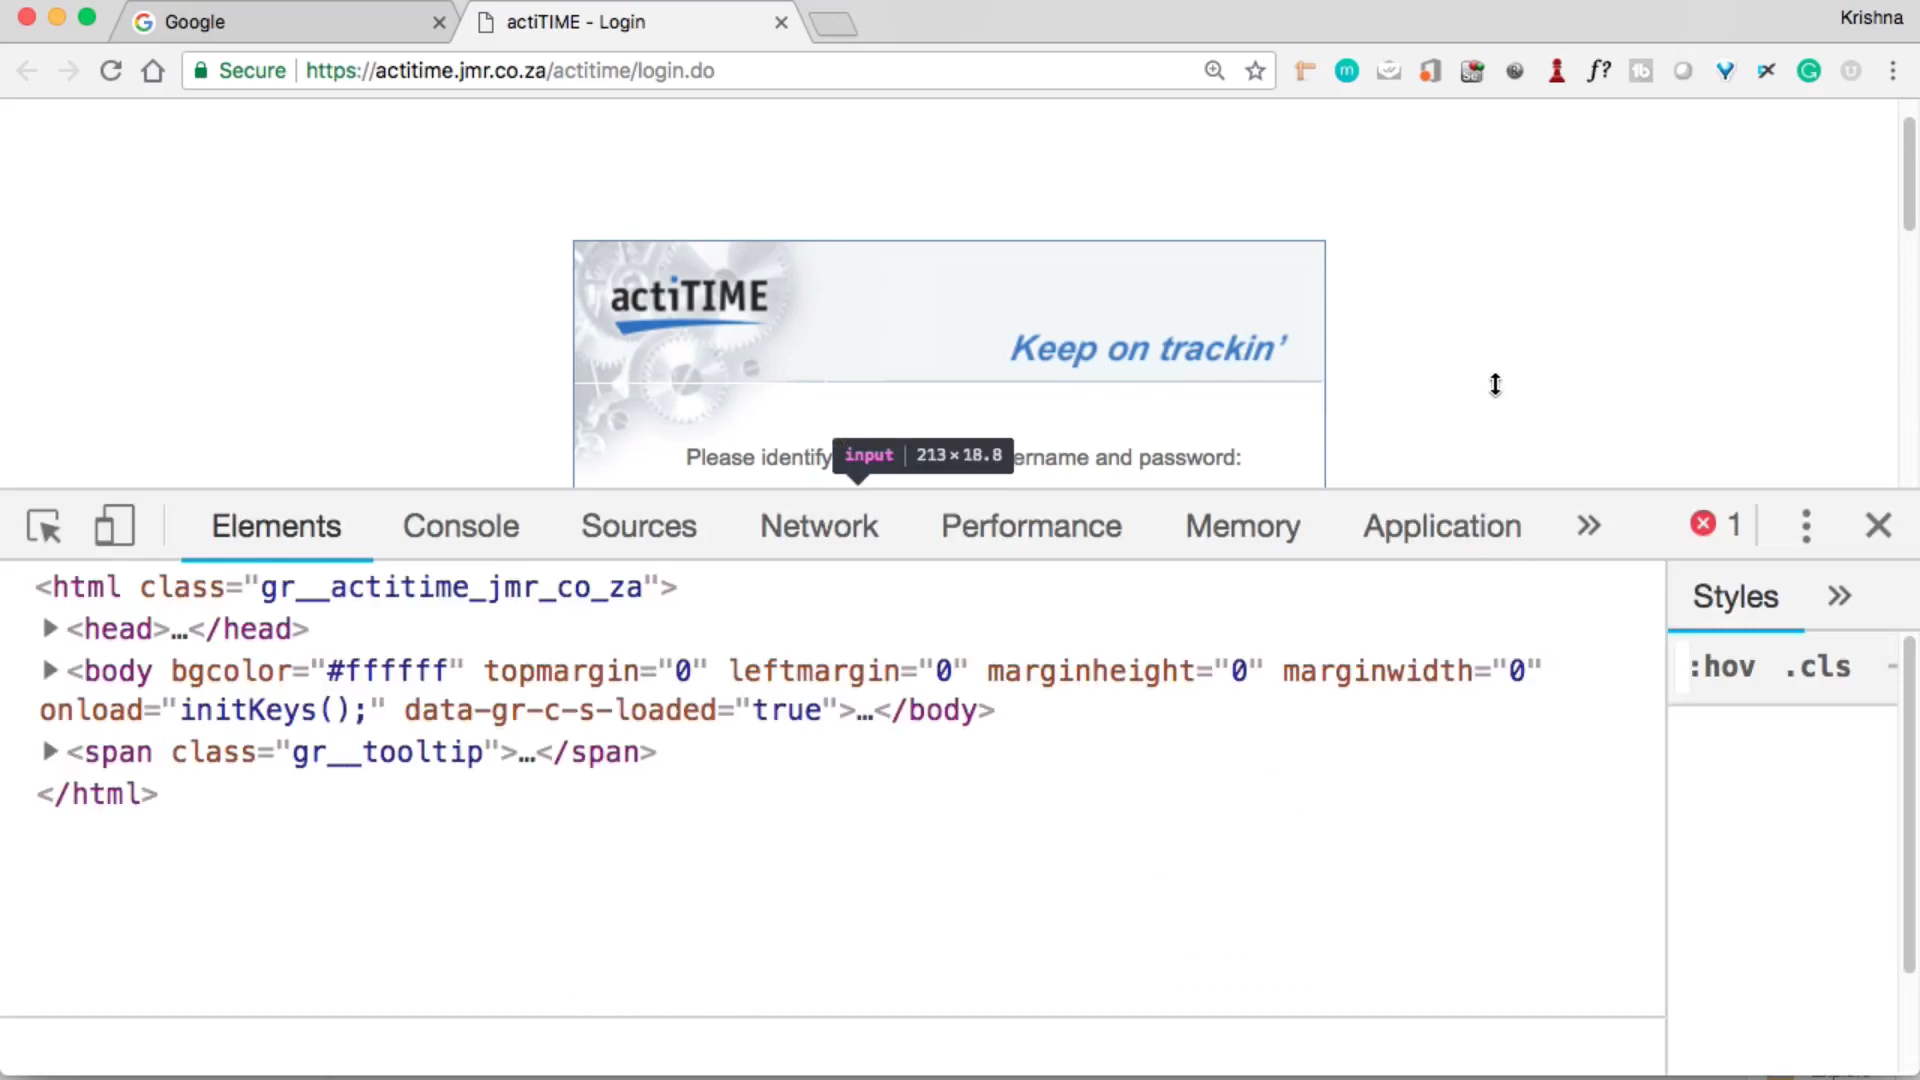 Google
actiTIME - Login
Krishna
Secure
https://actitime.jmr.co.za/actitime/login.do
m
Se
f?
tb
G
actiTIME
Keep on trackin'
Please identify
input 213×18.8
ername and password:
Elements
Console
Sources
Network
Performance
Memory
Application
»
1
<html class="gr__actitime_jmr_co_za">
<head>…</head>
<body bgcolor="#ffffff" topmargin="0" leftmargin="0" marginheight="0" marginwidth="0"
onload="initKeys();" data-gr-c-s-loaded="true">…</body>
<span class="gr__tooltip">…</span>
</html>
Styles
»
:hov .cls